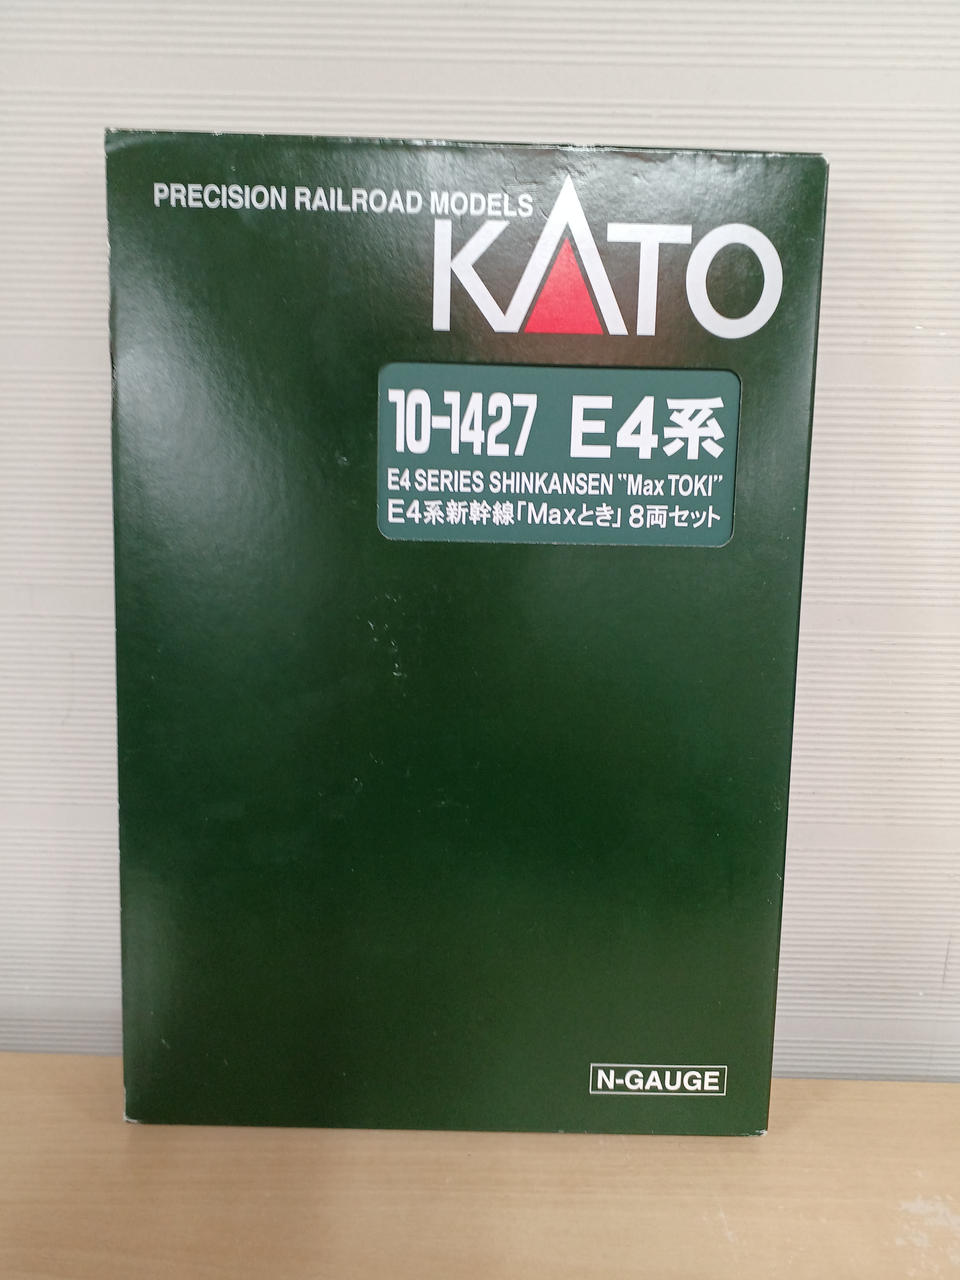 PRECISION RAILROAD MODELS
KATO
10-1427 E4系
E4 SERIES SHINKANSEN “Max TOKI”
E4系新幹線「Maxとき」8両セット
N-GAUGE